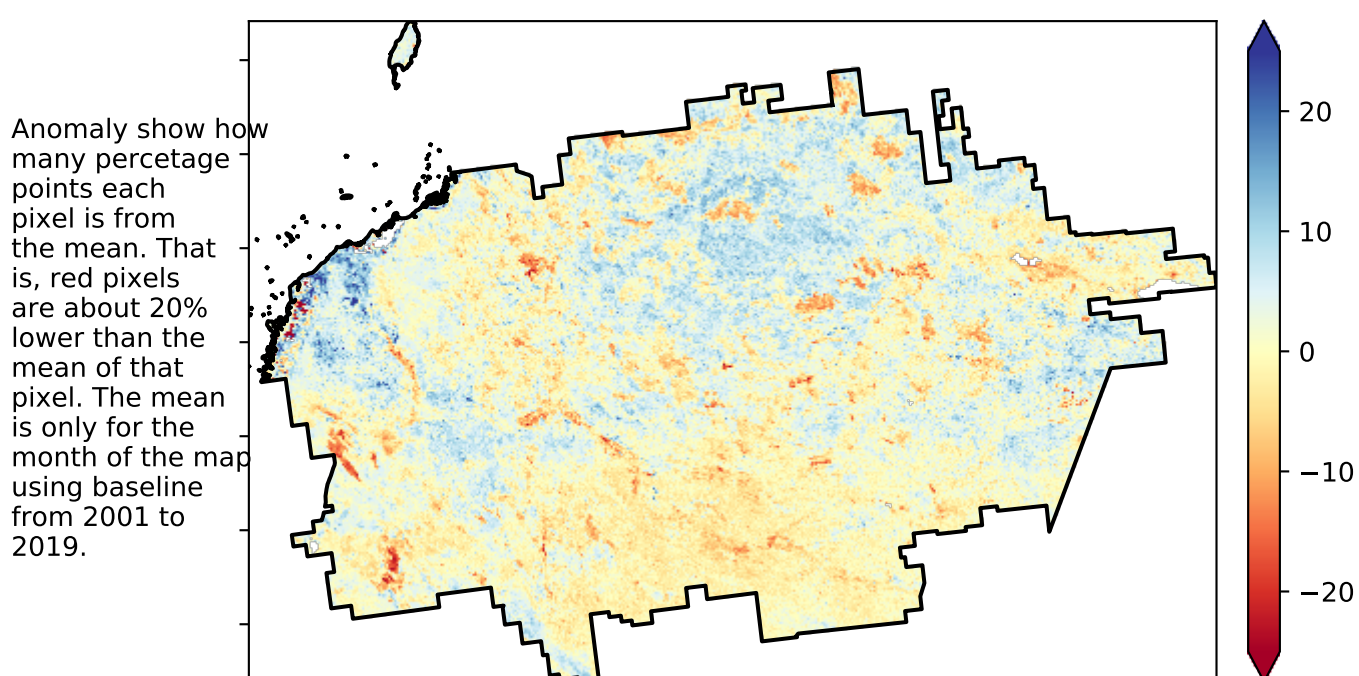 Anomaly show how
many percetage
points each
pixel is from
the mean. That
is, red pixels
are about 20%
lower than the
mean of that
pixel. The mean
is only for the
month of the map
using baseline
from 2001 to
2019.
20
10
0
−10
−20